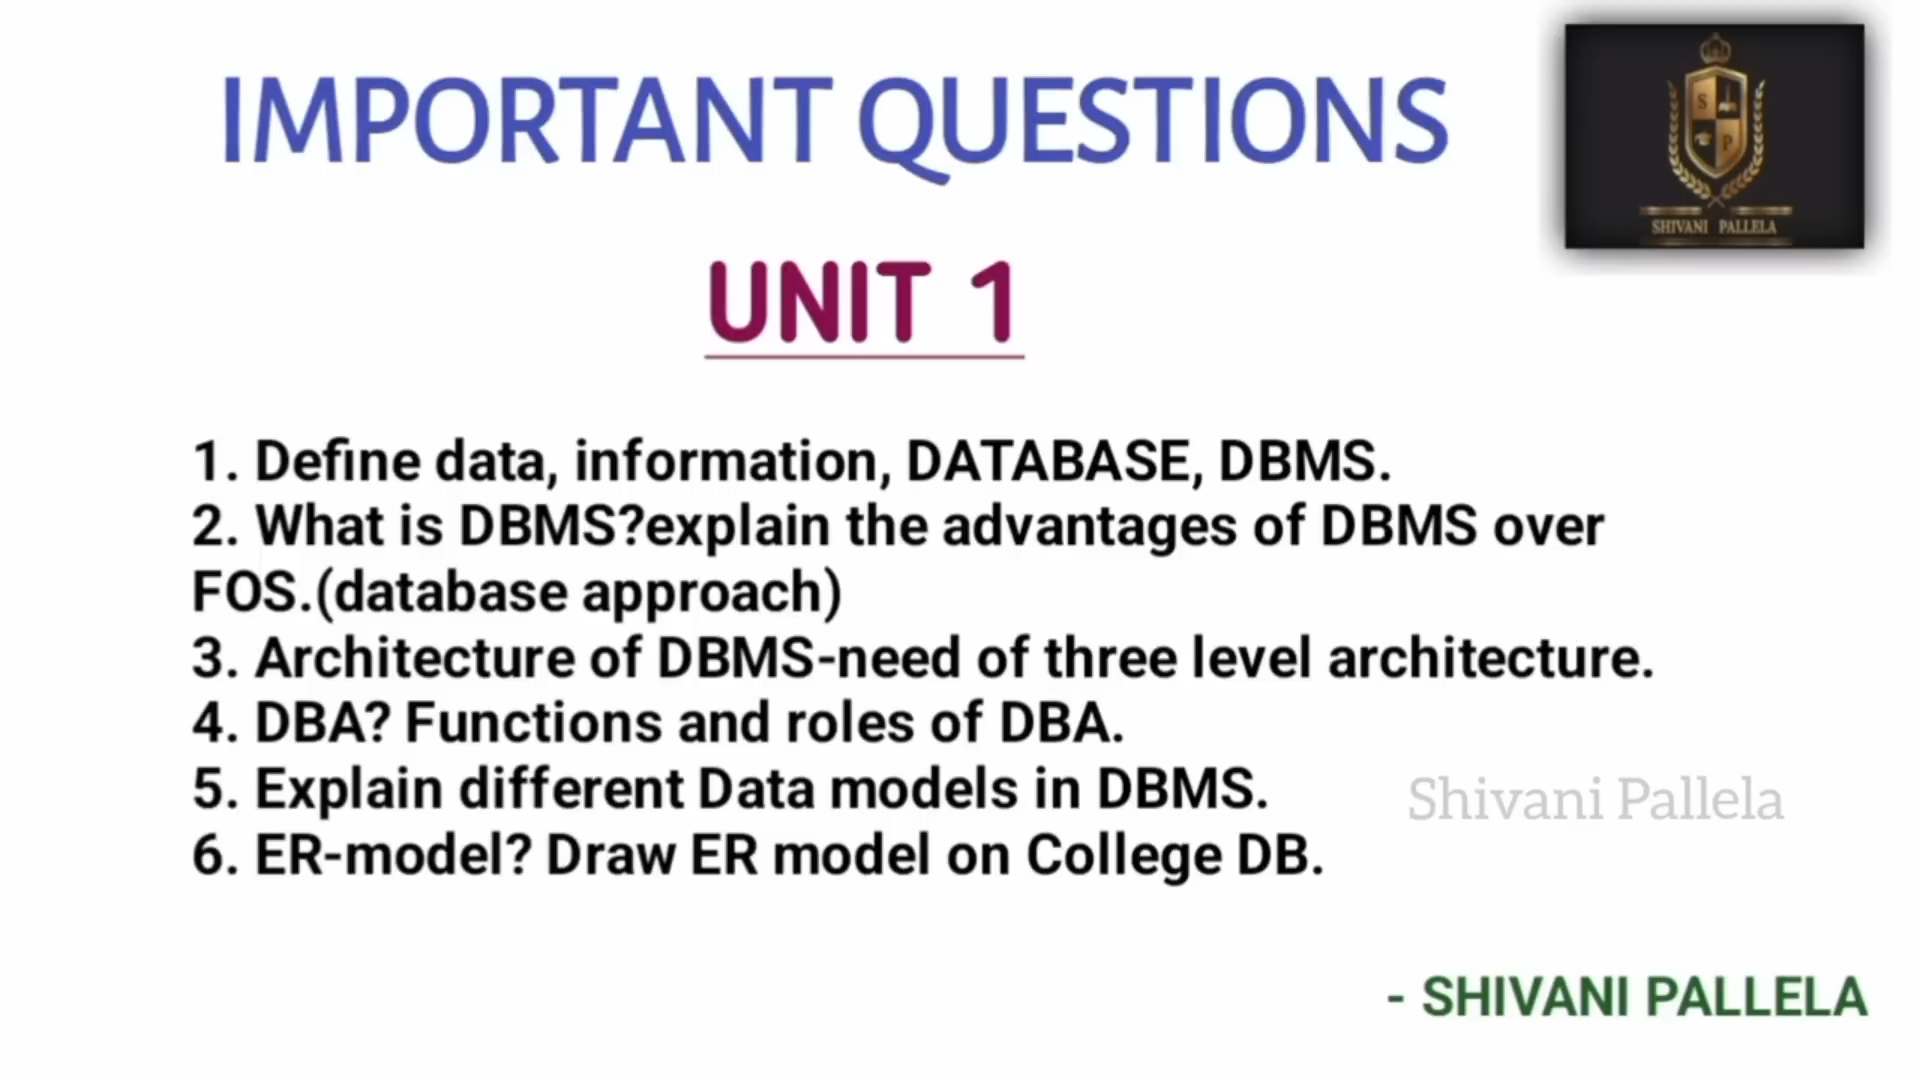 IMPORTANT QUESTIONS
S
P
SHIVANI PALLELA
UNIT 1
1. Define data, information, DATABASE, DBMS.
2. What is DBMS?explain the advantages of DBMS over
FOS.(database approach)
3. Architecture of DBMS-need of three level architecture.
4. DBA? Functions and roles of DBA.
5. Explain different Data models in DBMS.
Shivani Pallela
6. ER-model? Draw ER model on College DB.
- SHIVANI PALLELA